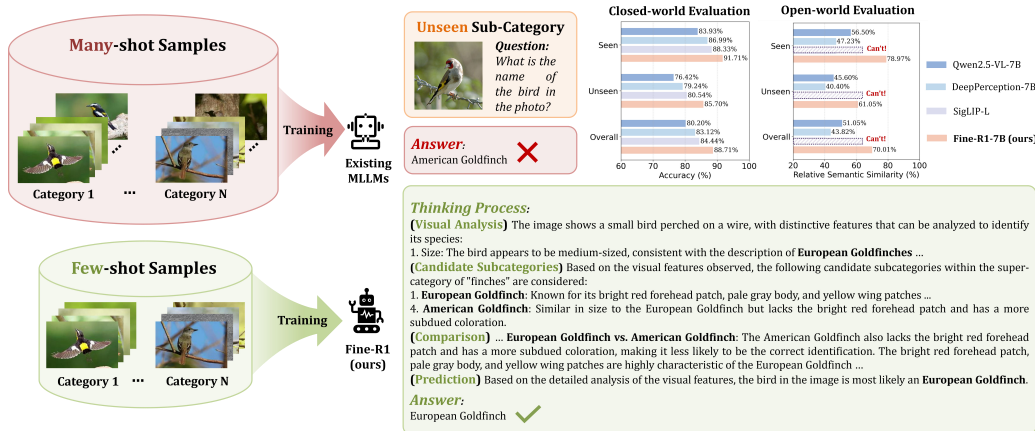 Many-shot Samples
Category 1
...
Category N
...
...
Training
Existing
MLLMs
Few-shot Samples
Category 1
...
Category N
Training
Fine-R1
(ours)
Unseen Sub-Category
Question:
What is the
name of
the bird in
the photo?
Answer:
American Goldfinch
Closed-world Evaluation
Seen
83.93%
86.99%
88.33%
91.71%
Unseen
76.42%
79.24%
80.54%
85.70%
Overall
80.20%
83.12%
84.44%
88.71%
60 70 80 90 100
Accuracy (%)
Open-world Evaluation
Seen
56.50%
47.23%
Can't!
78.97%
Unseen
45.60%
40.40%
Can't!
61.05%
Overall
51.05%
43.82%
Can't!
70.01%
20 40 60 80 100
Relative Semantic Similarity (%)
Qwen2.5-VL-7B
DeepPerception-7B
SigLIP-L
Fine-R1-7B (ours)
Thinking Process:
(Visual Analysis) The image shows a small bird perched on a wire, with distinctive features that can be analyzed to identify
its species:
1. Size: The bird appears to be medium-sized, consistent with the description of European Goldfinches ...
(Candidate Subcategories) Based on the visual features observed, the following candidate subcategories within the super-
category of "finches" are considered:
1. European Goldfinch: Known for its bright red forehead patch, pale gray body, and yellow wing patches ...
4. American Goldfinch: Similar in size to the European Goldfinch but lacks the bright red forehead patch and has a more
subdued coloration.
(Comparison) ... European Goldfinch vs. American Goldfinch: The American Goldfinch also lacks the bright red forehead
patch and has a more subdued coloration, making it less likely to be the correct identification. The bright red forehead patch,
pale gray body, and yellow wing patches are highly characteristic of the European Goldfinch ...
(Prediction) Based on the detailed analysis of the visual features, the bird in the image is most likely an European Goldfinch.
Answer:
European Goldfinch